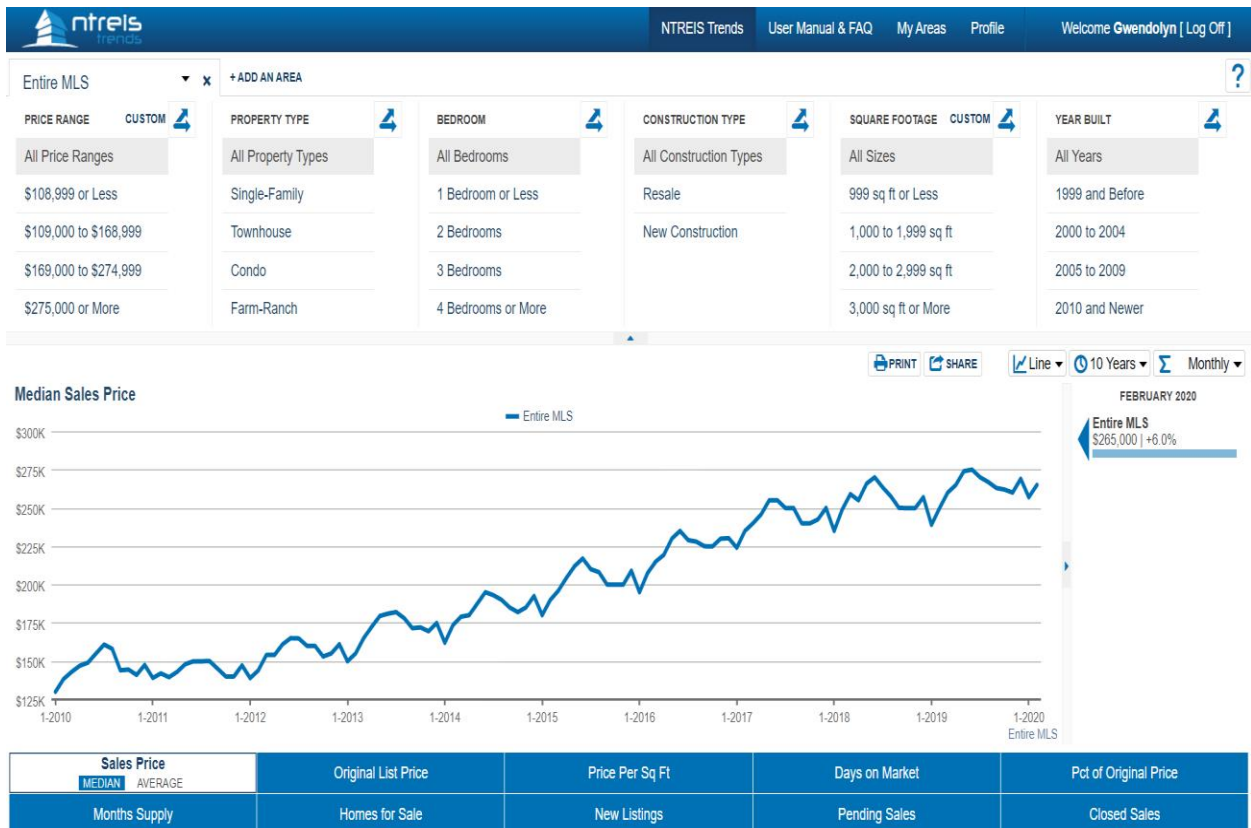 ntreis
trends
NTREIS Trends User Manual & FAQ My Areas Profile Welcome Gwendolyn [ Log Off ]
Entire MLS + ADD AN AREA ?
PRICE RANGE CUSTOM PROPERTY TYPE BEDROOM CONSTRUCTION TYPE SQUARE FOOTAGE CUSTOM YEAR BUILT
All Price Ranges All Property Types All Bedrooms All Construction Types All Sizes All Years
$108,999 or Less Single-Family 1 Bedroom or Less Resale 999 sq ft or Less 1999 and Before
$109,000 to $168,999 Townhouse 2 Bedrooms New Construction 1,000 to 1,999 sq ft 2000 to 2004
$169,000 to $274,999 Condo 3 Bedrooms 2,000 to 2,999 sq ft 2005 to 2009
$275,000 or More Farm-Ranch 4 Bedrooms or More 3,000 sq ft or More 2010 and Newer
PRINT SHARE Line 10 Years Σ Monthly
Median Sales Price
FEBRUARY 2020
Entire MLS
Entire MLS
$265,000 | +6.0%
$300K
$275K
$250K
$225K
$200K
$175K
$150K
$125K
1-2010 1-2011 1-2012 1-2013 1-2014 1-2015 1-2016 1-2017 1-2018 1-2019 1-2020
Entire MLS
Sales Price
MEDIAN AVERAGE
Original List Price Price Per Sq Ft Days on Market Pct of Original Price
Months Supply Homes for Sale New Listings Pending Sales Closed Sales